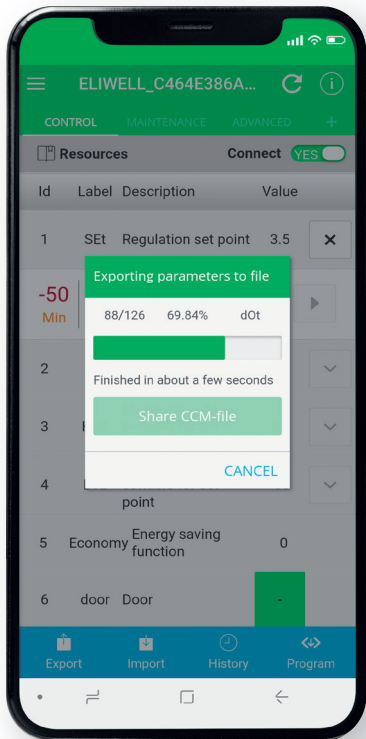 ELIWELL_C464E386A...
CONTROL MAINTENANCE ADVANCED +
Resources Connect YES
Id Label Description Value
1 SEt Regulation set point 3.5
Exporting parameters to file
-50
Min
88/126 69.84% dOt
2
Finished in about a few seconds
Share CCM-file
3
4
CANCEL
point
5 Economy Energy saving function 0
6 door Door -
Export Import History Program